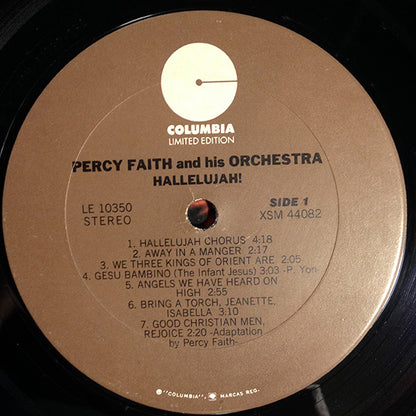 COLUMBIA
LIMITED EDITION
PERCY FAITH and his ORCHESTRA
HALLELUJAH!
LE 10350
STEREO
SIDE 1
XSM 44082
1. HALLELUJAH CHORUS 4:18
2. AWAY IN A MANGER 2:17
3. WE THREE KINGS OF ORIENT ARE 2:05
4. GESU BAMBINO (The Infant Jesus) 3:03 -P. Yon-
5. ANGELS WE HAVE HEARD ON
HIGH 2:55
6. BRING A TORCH, JEANETTE,
ISABELLA 3:10
7. GOOD CHRISTIAN MEN,
REJOICE 2:20 -Adaptation
by Percy Faith-
"COLUMBIA", MARCAS REG.